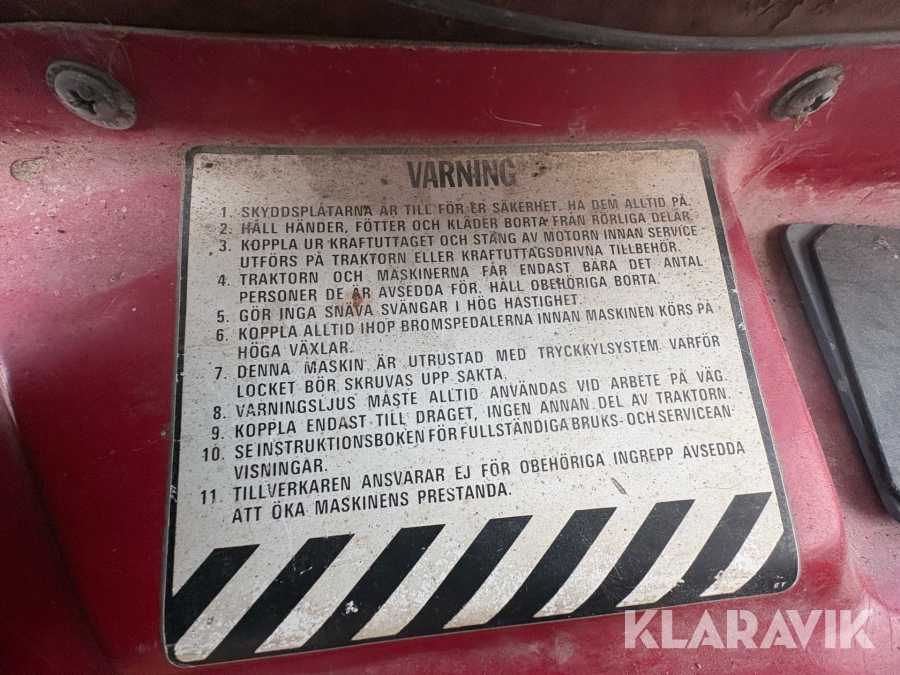 VARNING
1. SKYDDSPLÅTARNA ÄR TILL FÖR ER SÄKERHET. HA DEM ALLTID PÅ.
2. HÅLL HÄNDER, FÖTTER OCH KLÄDER BORTA FRÅN RÖRLIGA DELAR.
3. KOPPLA UR KRAFTUTTAGET OCH STÄNG AV MOTORN INNAN SERVICE
UTFÖRS PÅ TRAKTORN ELLER KRAFTUTTAGSDRIVNA TILLBEHÖR.
4. TRAKTORN OCH MASKINERNA FÅR ENDAST BÄRA DET ANTAL
PERSONER DE ÄR AVSEDDA FÖR. HÅLL OBEHÖRIGA BORTA.
5. GÖR INGA SNÄVA SVÄNGAR I HÖG HASTIGHET.
6. KOPPLA ALLTID IHOP BROMSPEDALERNA INNAN MASKINEN KÖRS PÅ
HÖGA VÄXLAR.
7. DENNA MASKIN ÄR UTRUSTAD MED TRYCKKYLSYSTEM VARFÖR
LOCKET BÖR SKRUVAS UPP SAKTA.
8. VARNINGSLJUS MÅSTE ALLTID ANVÄNDAS VID ARBETE PÅ VÄG.
9. KOPPLA ENDAST TILL DRAGET, INGEN ANNAN DEL AV TRAKTORN.
10. SE INSTRUKTIONSBOKEN FÖR FULLSTÄNDIGA BRUKS- OCH SERVICEAN-
VISNINGAR.
11. TILLVERKAREN ANSVARAR EJ FÖR OBEHÖRIGA INGREPP AVSEDDA
ATT ÖKA MASKINENS PRESTANDA.
ET
KLARAVIK